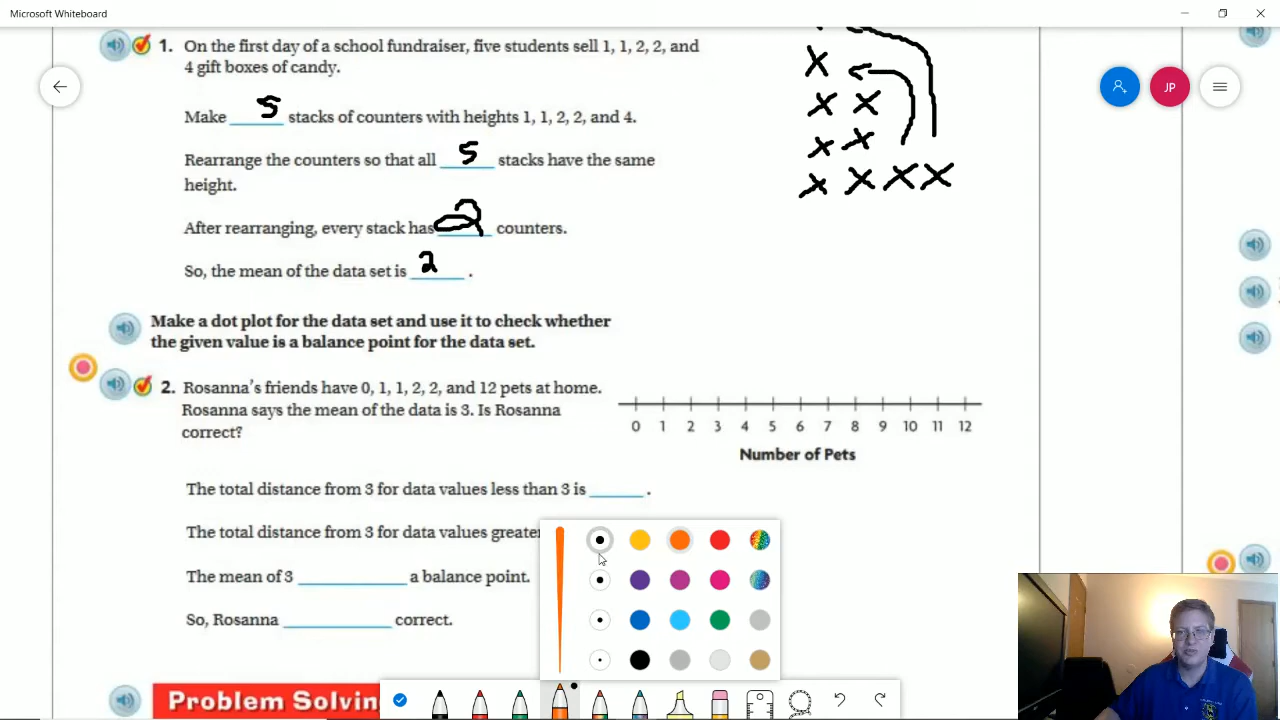 Microsoft Whiteboard
1. On the first day of a school fundraiser, five students sell 1, 1, 2, 2, and
4 gift boxes of candy.
Make 5 stacks of counters with heights 1, 1, 2, 2, and 4.
Rearrange the counters so that all 5 stacks have the same
height.
After rearranging, every stack has 2 counters.
So, the mean of the data set is 2 .
X
X X
X X
X X X X
JP
Make a dot plot for the data set and use it to check whether
the given value is a balance point for the data set.
2. Rosanna's friends have 0, 1, 1, 2, 2, and 12 pets at home.
Rosanna says the mean of the data is 3. Is Rosanna
correct?
0 1 2 3 4 5 6 7 8 9 10 11 12
Number of Pets
The total distance from 3 for data values less than 3 is ______ .
The total distance from 3 for data values
The mean of 3 ____________ a balance point.
So, Rosanna ____________ correct.
Problem